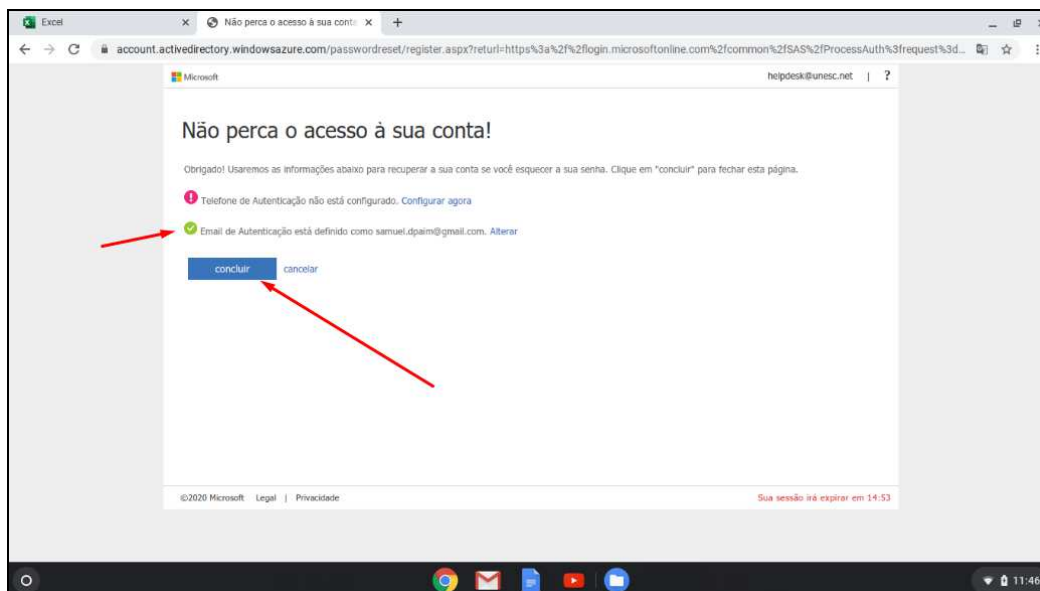 Excel
Não perca o acesso à sua conta
account.activedirectory.windowsazure.com/passwordreset/register.aspx?returl=https%3a%2f%2flogin.microsoftonline.com%2fcommon%2fSAS%2fProcessAuth%3frequest%3d...
Microsoft
helpdesk@unesc.net | ?
Não perca o acesso à sua conta!
Obrigado! Usaremos as informações abaixo para recuperar a sua conta se você esquecer a sua senha. Clique em "concluir" para fechar esta página.
Telefone de Autenticação não está configurado. Configurar agora
Email de Autenticação está definido como samuel.dpaim@gmail.com. Alterar
concluir cancelar
©2020 Microsoft Legal | Privacidade
Sua sessão irá expirar em 14:53
11:46